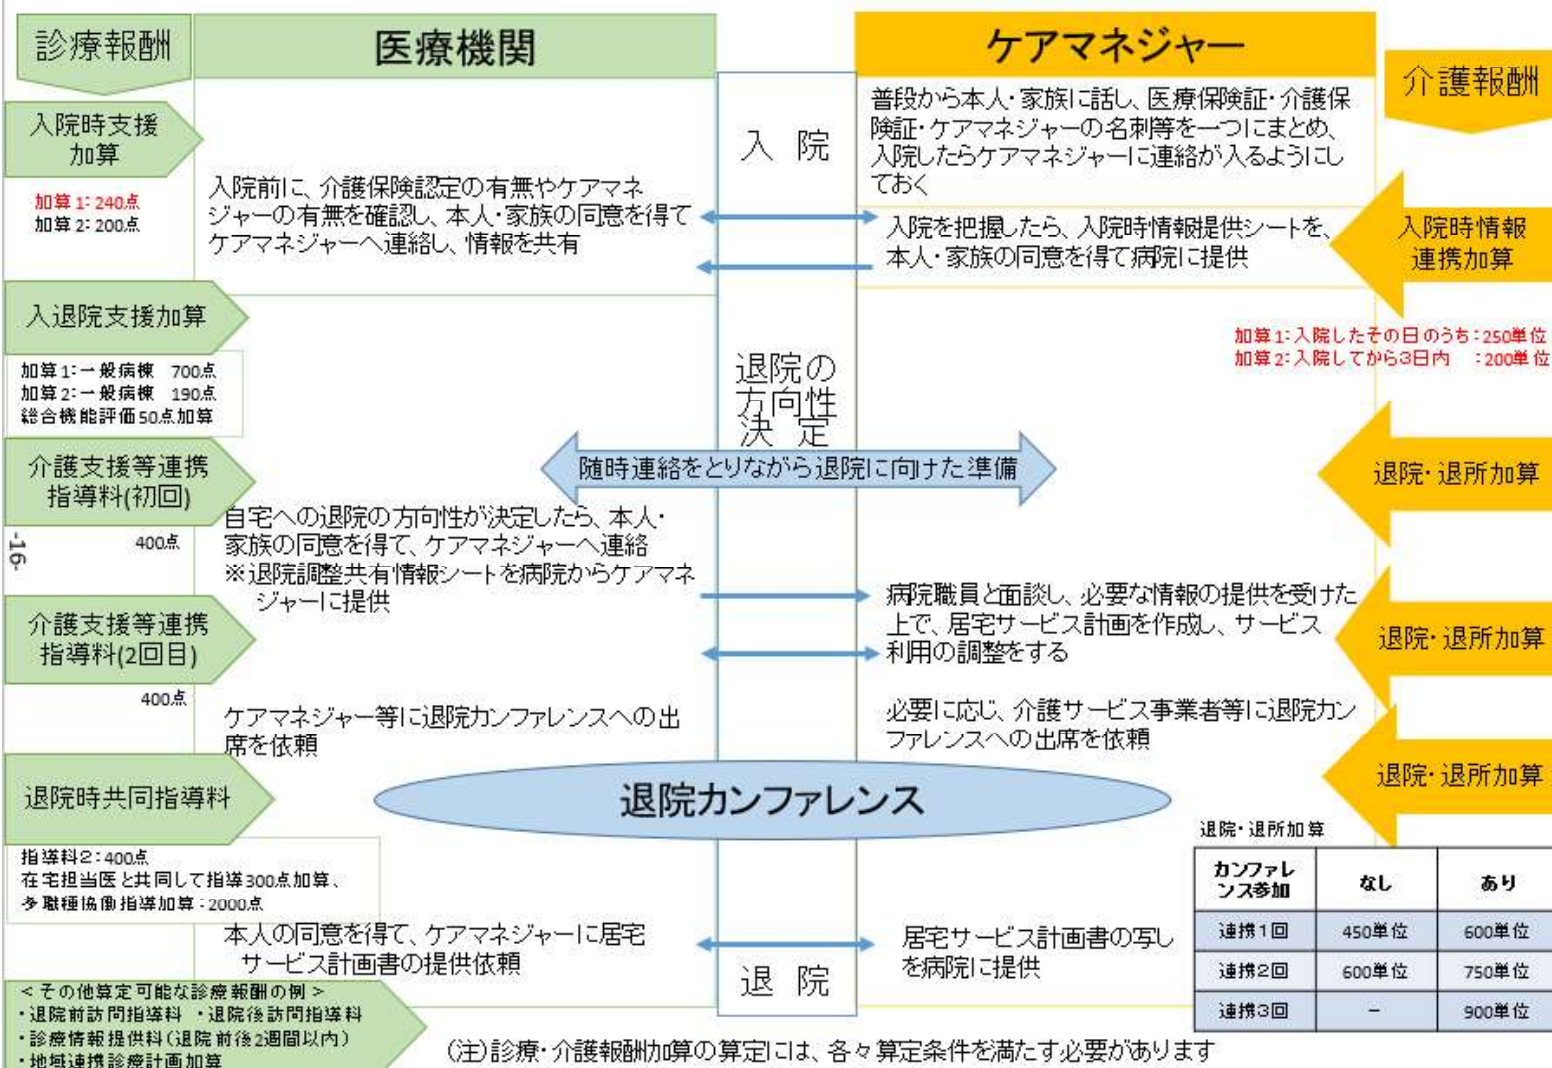 診療報酬
医療機関
ケアマネジャー
介護報酬
入院時支援
加算
加算1:240点
加算2:200点
入院前に、介護保険認定の有無やケアマネ
ジャーの有無を確認し、本人・家族の同意を得て
ケアマネジャーへ連絡し、情報を共有
入 院
普段から本人・家族に話し、医療保険証・介護保
険証・ケアマネジャーの名刺等を一つにまとめ、
入院したらケアマネジャーに連絡が入るようにし
ておく
入院を把握したら、入院時情報提供シートを、
本人・家族の同意を得て病院に提供
入院時情報
連携加算
加算1:入院したその日のうち:250単位
加算2:入院してから3日内 :200単位
入退院支援加算
加算1:一般病棟 700点
加算2:一般病棟 190点
総合機能評価50点加算
退院の
方向性
決 定
随時連絡をとりながら退院に向けた準備
退院・退所加算
介護支援等連携
指導料(初回)
400点
自宅への退院の方向性が決定したら、本人・
家族の同意を得て、ケアマネジャーへ連絡
※退院調整共有情報シートを病院からケアマネ
ジャーに提供
-16-
介護支援等連携
指導料(2回目)
400点
病院職員と面談し、必要な情報の提供を受けた
上で、居宅サービス計画を作成し、サービス
利用の調整をする
退院・退所加算
ケアマネジャー等に退院カンファレンスへの出
席を依頼
必要に応じ、介護サービス事業者等に退院カン
ファレンスへの出席を依頼
退院・退所加算
退院時共同指導料
退院カンファレンス
指導料2:400点
在宅担当医と共同して指導300点加算、
多職種協働指導加算:2000点
本人の同意を得て、ケアマネジャーに居宅
サービス計画書の提供依頼
退 院
居宅サービス計画書の写し
を病院に提供
退院・退所加算
カンファレ
ンス参加 なし あり
連携1回 450単位 600単位
連携2回 600単位 750単位
連携3回 － 900単位
＜その他算定可能な診療報酬の例＞
・退院前訪問指導料 ・退院後訪問指導料
・診療情報提供料(退院前後2週間以内)
・地域連携診療計画加算
(注)診療・介護報酬加算の算定には、各々算定条件を満たす必要があります